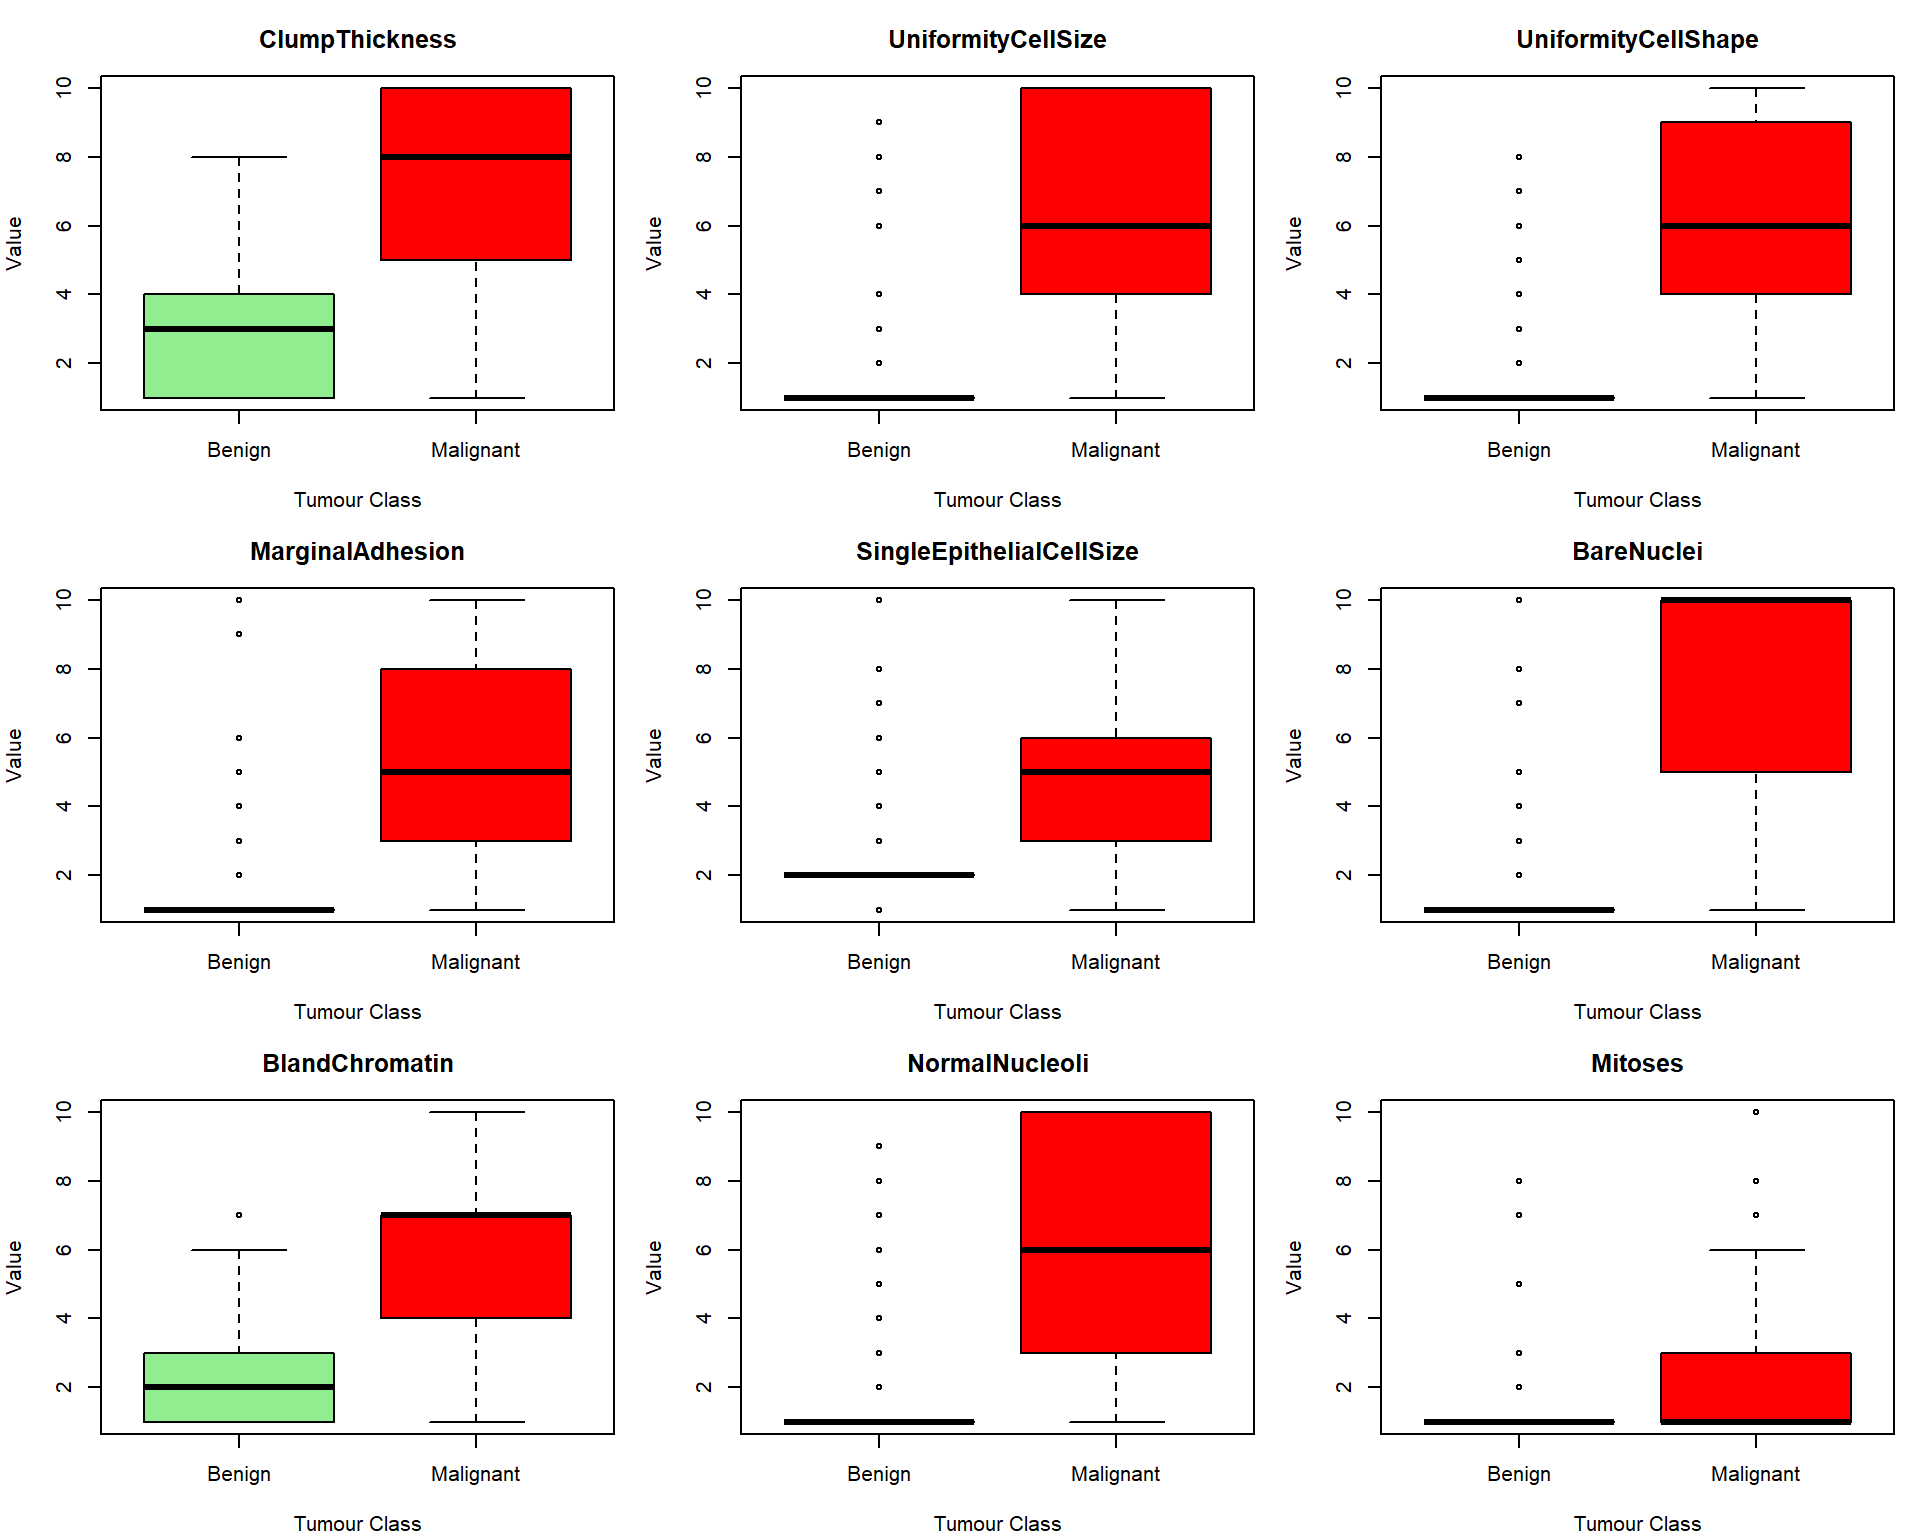 ClumpThickness
10
8
6
4
2
Value
Benign
Malignant
Tumour Class
UniformityCellSize
10
8
6
4
2
Value
Benign
Malignant
Tumour Class
UniformityCellShape
10
8
6
4
2
Value
Benign
Malignant
Tumour Class
MarginalAdhesion
10
8
6
4
2
Value
Benign
Malignant
Tumour Class
SingleEpithelialCellSize
10
8
6
4
2
Value
Benign
Malignant
Tumour Class
BareNuclei
10
8
6
4
2
Value
Benign
Malignant
Tumour Class
BlandChromatin
10
8
6
4
2
Value
Benign
Malignant
Tumour Class
NormalNucleoli
10
8
6
4
2
Value
Benign
Malignant
Tumour Class
Mitoses
10
8
6
4
2
Value
Benign
Malignant
Tumour Class